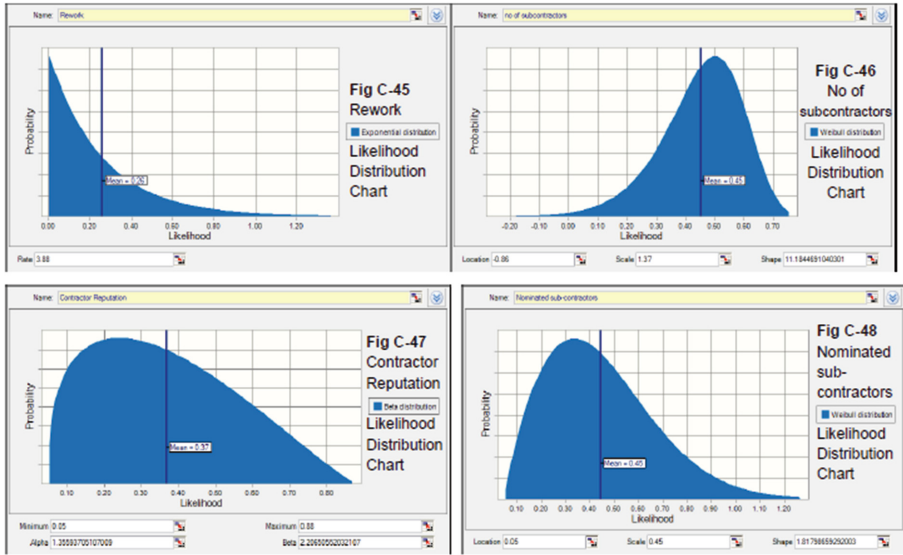 Name: Rework
Probability
0.00 0.20 0.40 0.60 0.80 1.00 1.20
Likelihood
Rate 3.88
Fig C-45
Rework
Exponential distribution
Likelihood
Distribution
Chart
Name: no of subcontractors
Probability
Mean = 0.45
-0.20 -0.10 0.00 0.10 0.20 0.30 0.40 0.50 0.60 0.70
Likelihood
Location -0.86 Scale 1.37 Shape 11.1844691040301
Fig C-46
No of
subcontractors
Weibull distribution
Likelihood
Distribution
Chart
Name: Contractor Reputation
Probability
Mean = 0.37
0.10 0.20 0.30 0.40 0.50 0.60 0.70 0.80
Likelihood
Minimum 0.05 Maximum 0.88
Alpha Beta
Fig C-47
Contractor
Reputation
Beta distribution
Likelihood
Distribution
Chart
Name: Nominated sub-contractors
Probability
Mean = 0.45
0.10 0.20 0.30 0.40 0.50 0.60 0.70 0.80 0.90 1.00 1.10 1.20
Likelihood
Location 0.05 Scale 0.45 Shape
Fig C-48
Nominated
sub-
contractors
Weibull distribution
Likelihood
Distribution
Chart